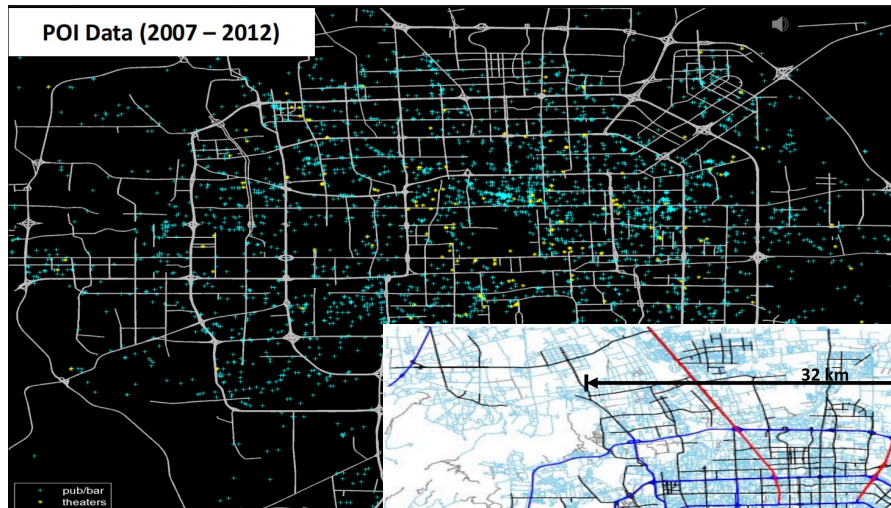 POI Data (2007 – 2012)
32 km
pub/bar
theaters